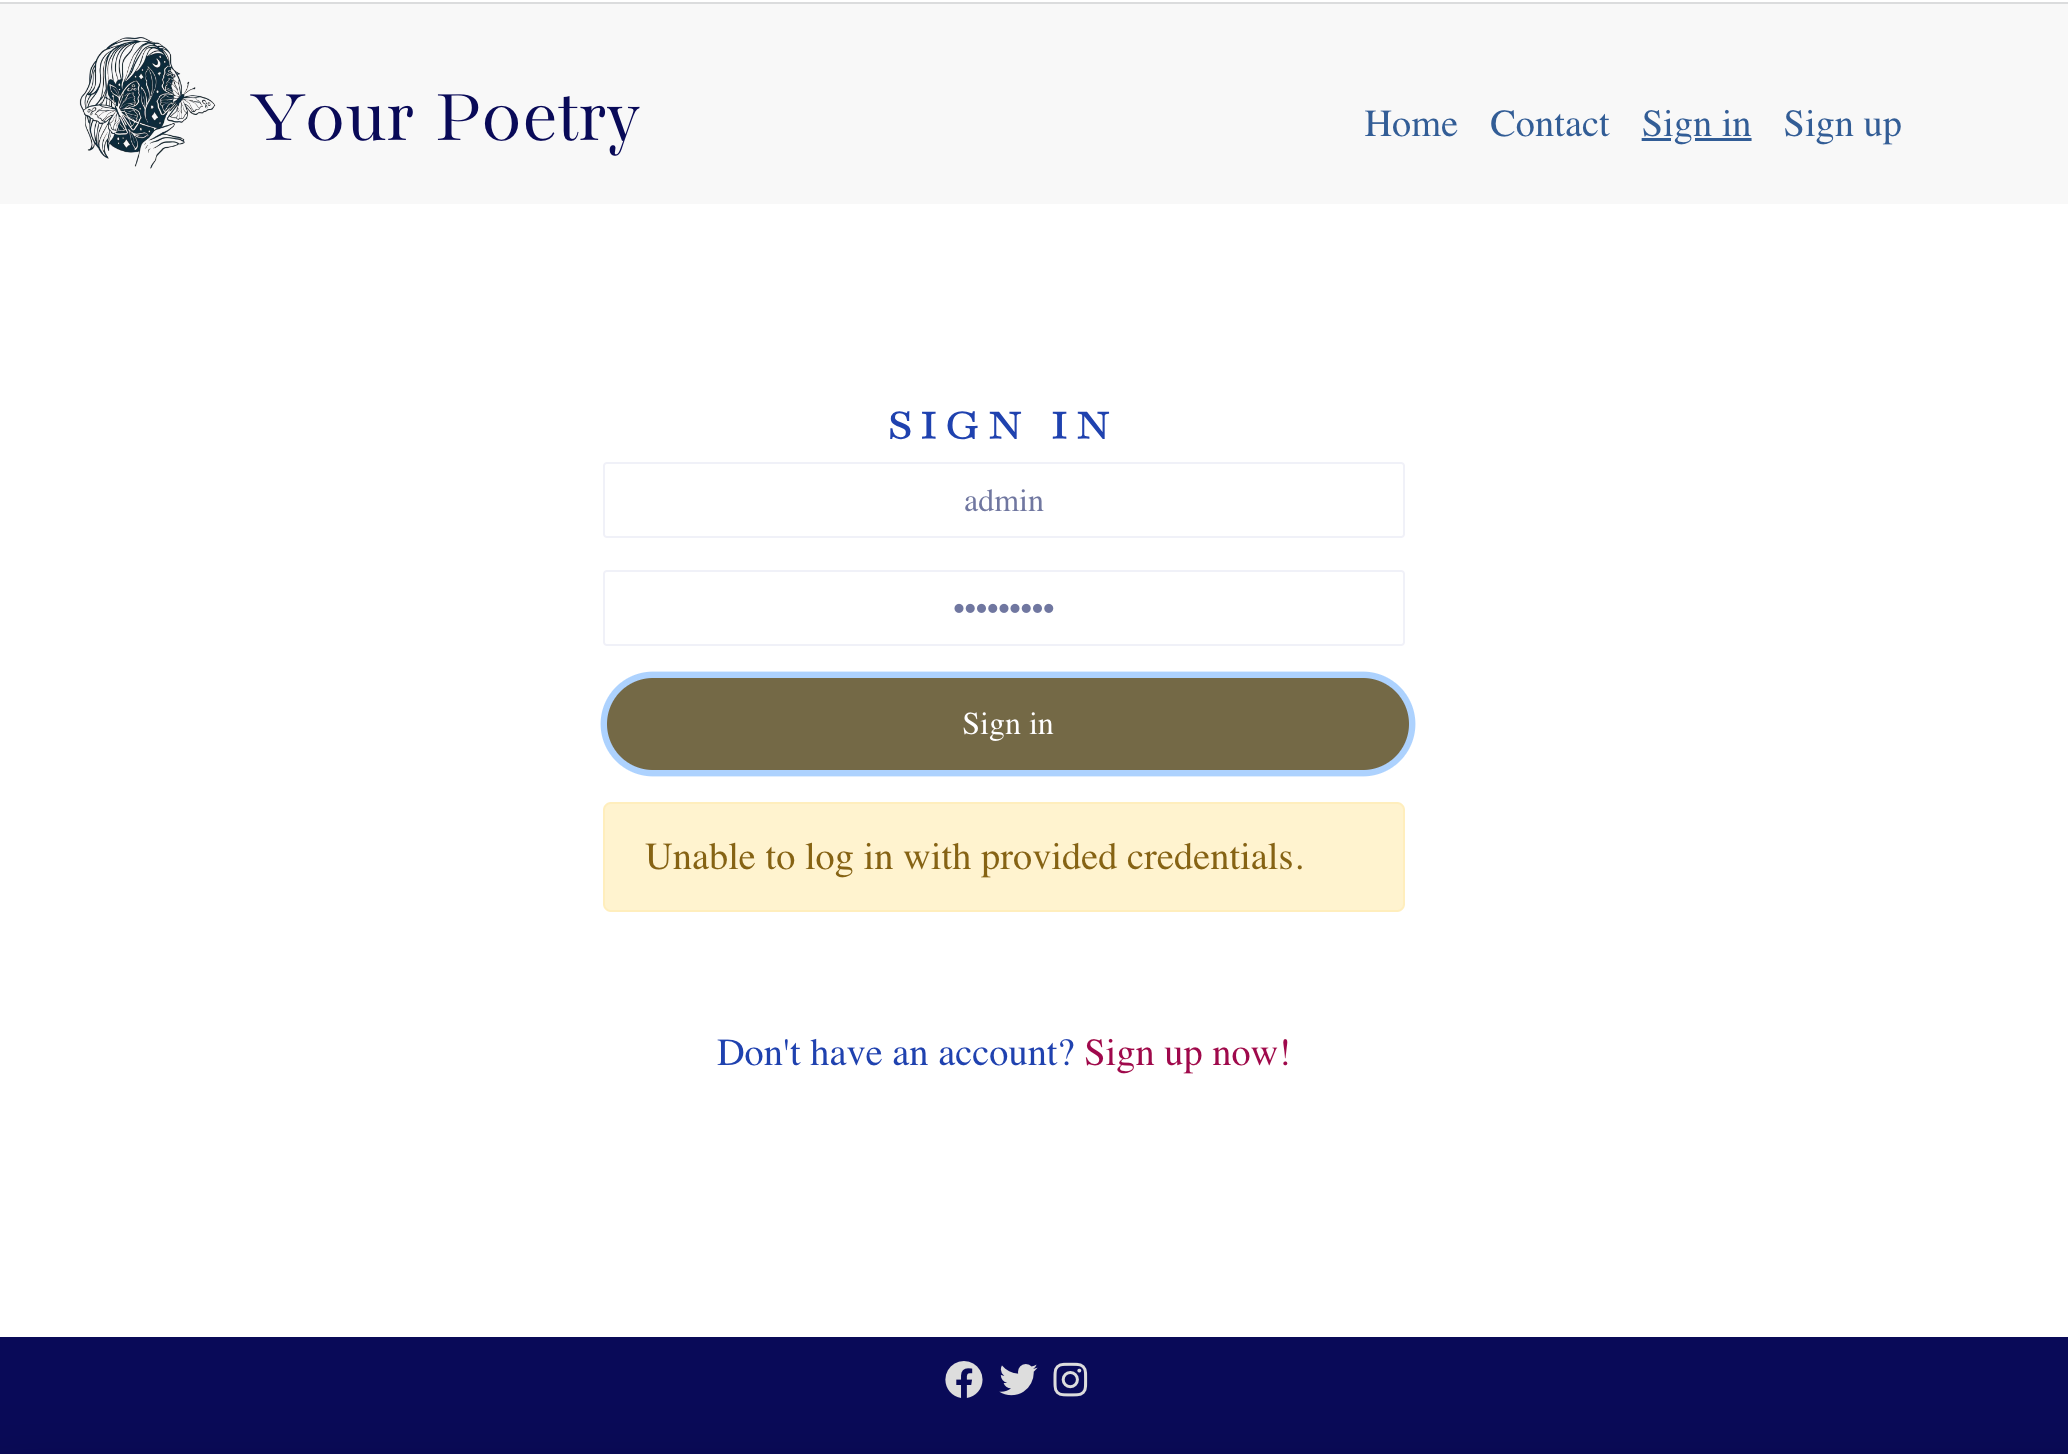 Your Poetry
Home Contact Sign in Sign up
SIGN IN
admin
•••••••••
Sign in
Unable to log in with provided credentials.
Don't have an account? Sign up now!